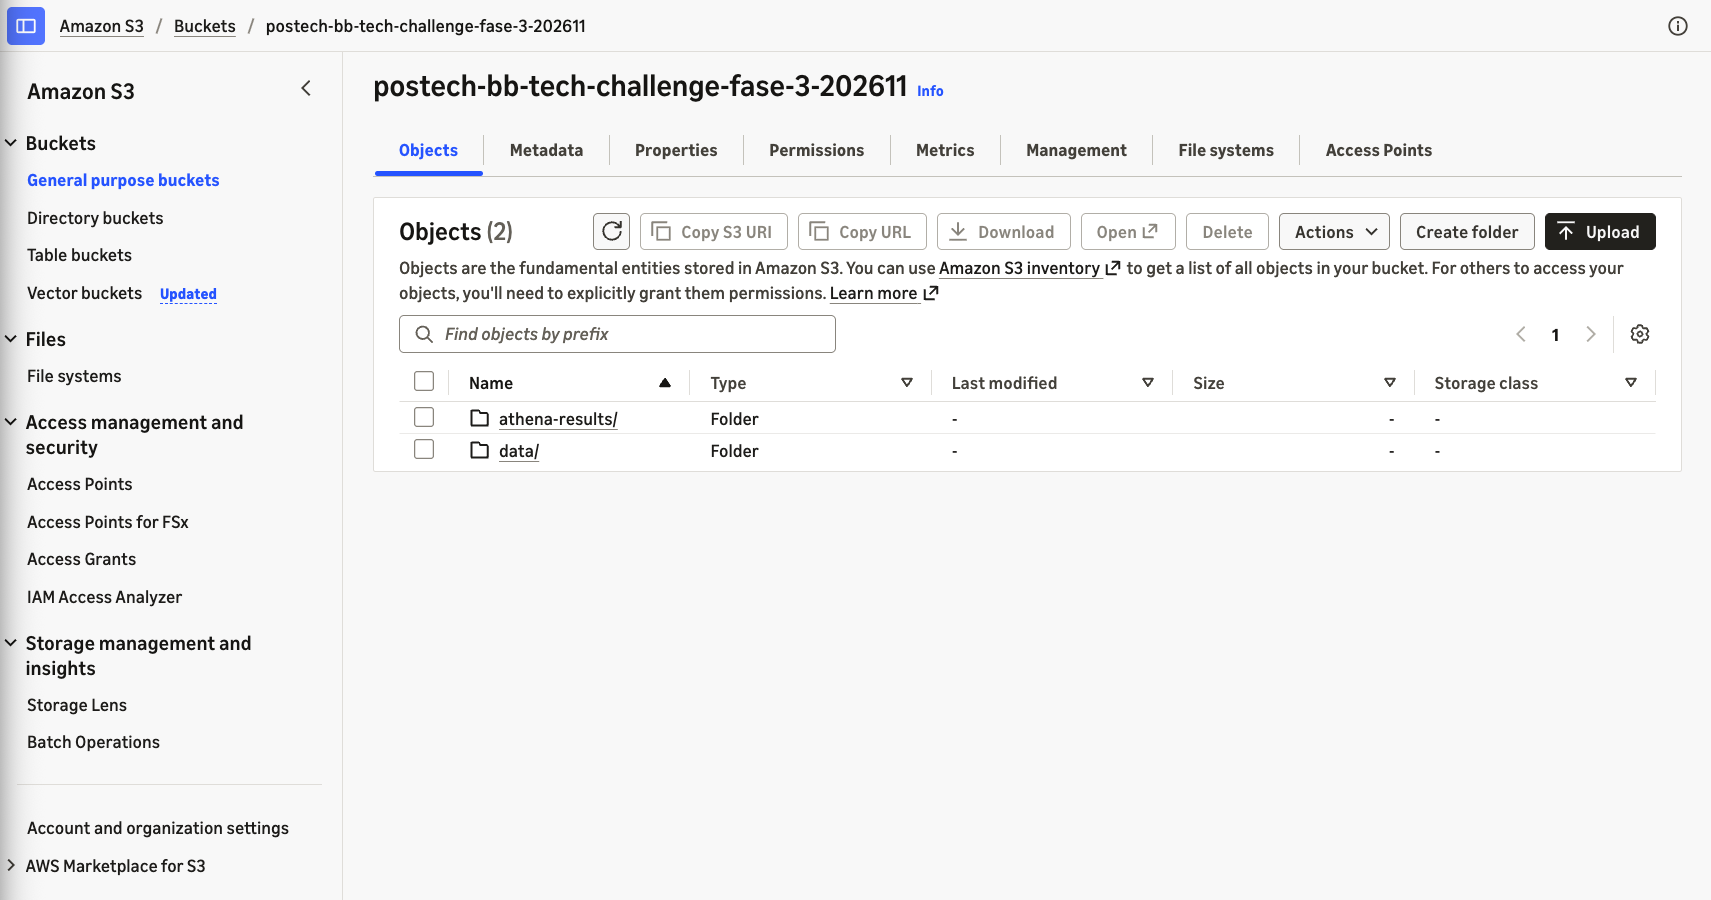 Amazon S3 / Buckets / postech-bb-tech-challenge-fase-3-202611
Amazon S3
Buckets
General purpose buckets
Directory buckets
Table buckets
Vector buckets Updated
Files
File systems
Access management and
security
Access Points
Access Points for FSx
Access Grants
IAM Access Analyzer
Storage management and
insights
Storage Lens
Batch Operations
Account and organization settings
AWS Marketplace for S3
postech-bb-tech-challenge-fase-3-202611 Info
Objects Metadata Properties Permissions Metrics Management File systems Access Points
Objects (2) Copy S3 URI Copy URL Download Open Delete Actions Create folder Upload
Objects are the fundamental entities stored in Amazon S3. You can use Amazon S3 inventory to get a list of all objects in your bucket. For others to access your
objects, you'll need to explicitly grant them permissions. Learn more
Find objects by prefix 1
Name Type Last modified Size Storage class
athena-results/ Folder - - -
data/ Folder - - -